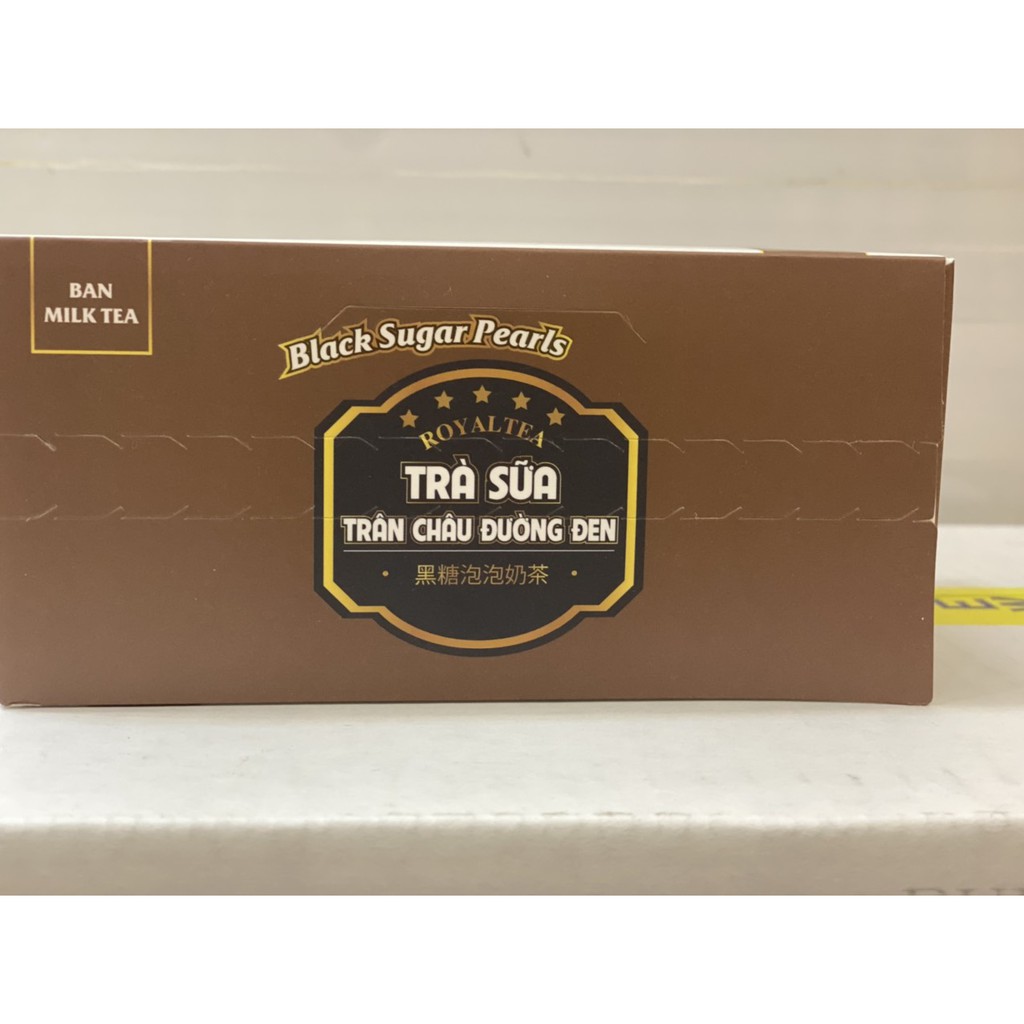 BAN
MILK TEA
Black Sugar Pearls
ROYALTEA
TRÀ SỮA
TRÂN CHÂU ĐƯỜNG ĐEN
· 黑糖泡泡奶茶 ·